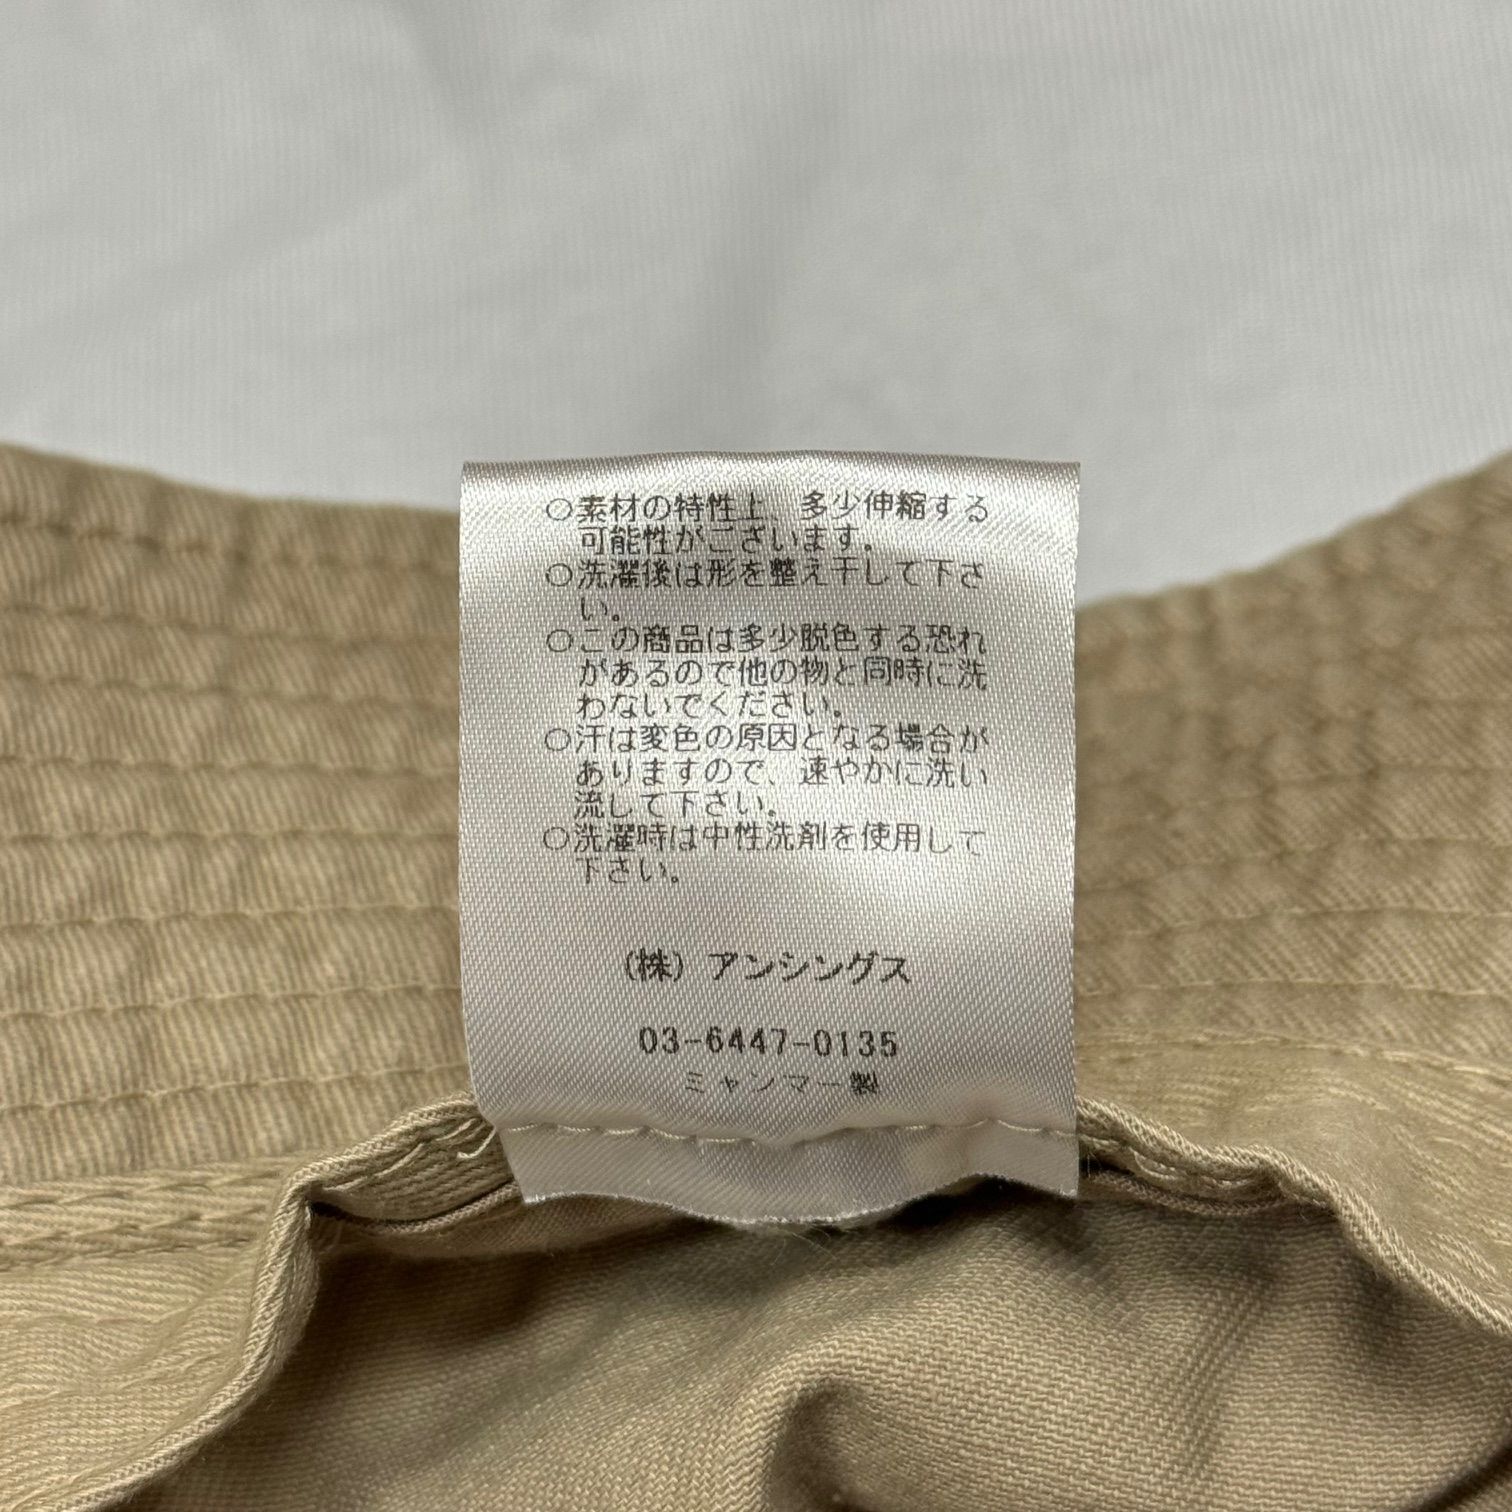 ○素材の特性上、多少伸縮する
可能性がございます。
○洗濯後は形を整え干して下さ
い。
○この商品は多少脱色する恐れ
があるので他の物と同時に洗
わないでください。
○汗は変色の原因となる場合が
ありますので、速やかに洗い
流して下さい。
○洗濯時は中性洗剤を使用して
下さい。
(株)アンシングス
03-6447-0135
ミャンマー製